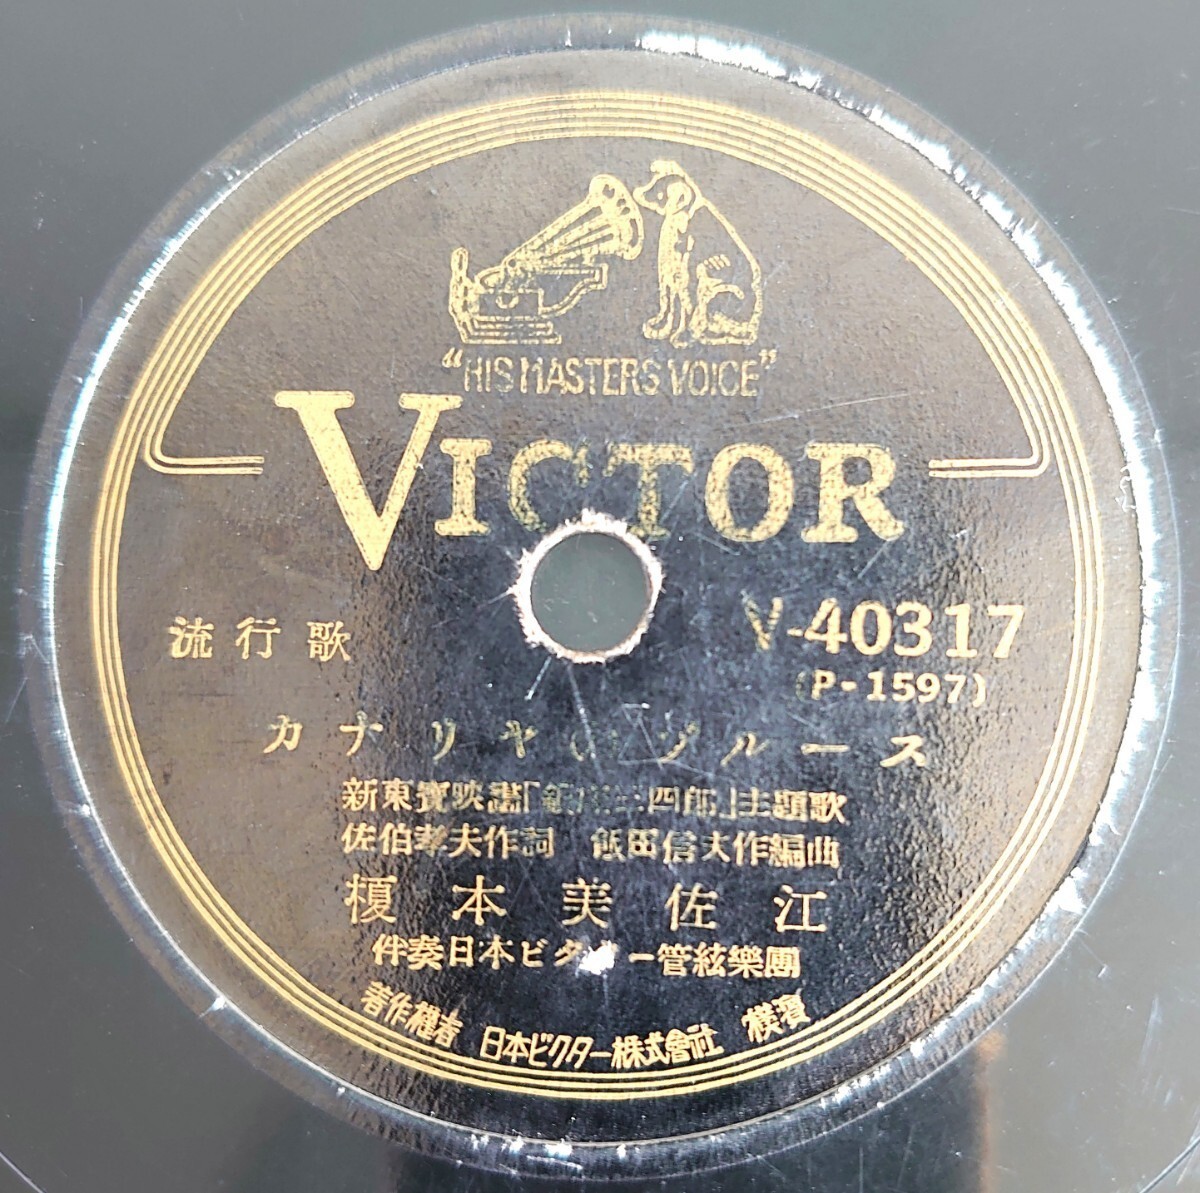 "HIS MASTERS VOICE"
VICTOR
流行歌
V-40317
(P-1597)
カナリヤ ブルース
新東寶映畫「四郎」主題歌
佐伯孝夫作詞 飯田信夫作編曲
榎本美佐江
伴奏日本ビクター管絃樂團
著作権者 日本ビクター株式會社 横濱